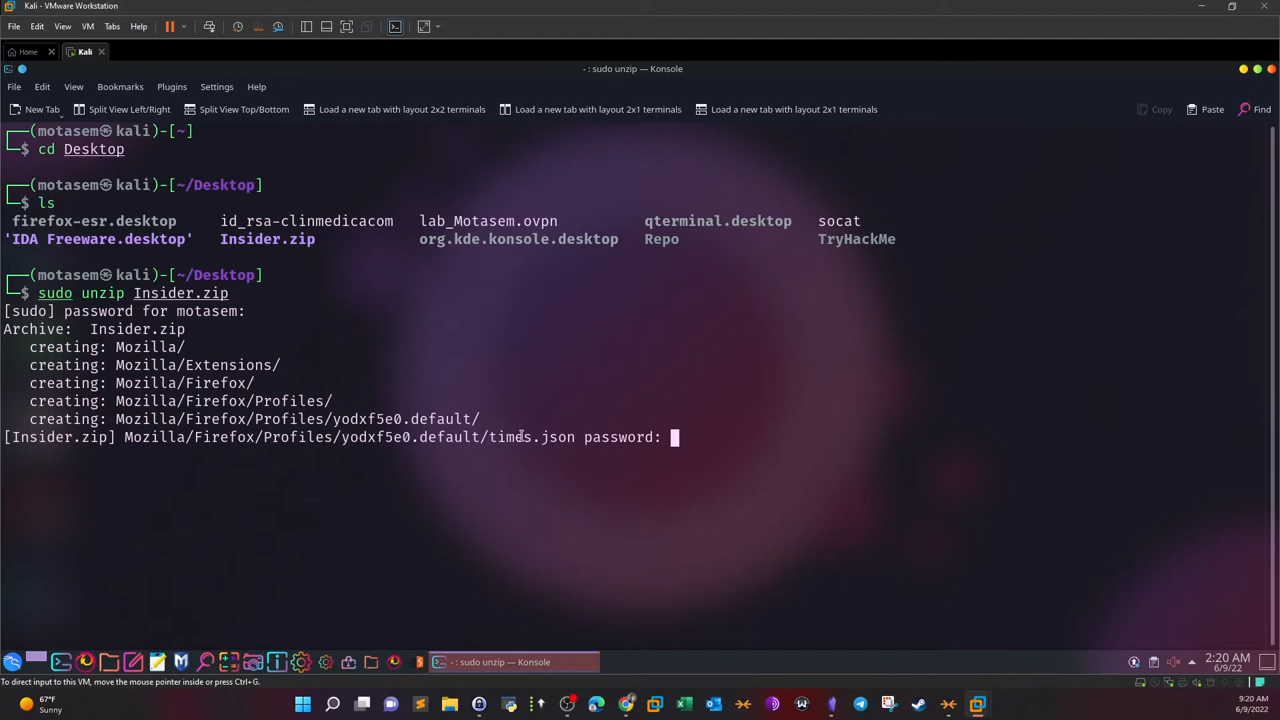 Kali - VMware Workstation
File Edit View VM Tabs Help
Home Kali
- : sudo unzip — Konsole
File Edit View Bookmarks Plugins Settings Help
New Tab Split View Left/Right Split View Top/Bottom Load a new tab with layout 2x2 terminals Load a new tab with layout 2x1 terminals Load a new tab with layout 2x1 terminals Copy Paste Find
(motasem㉿kali)-[~]
$ cd Desktop
(motasem㉿kali)-[~/Desktop]
$ ls
firefox-esr.desktop id_rsa-clinmedicacom lab_Motasem.ovpn qterminal.desktop socat
'IDA Freeware.desktop' Insider.zip org.kde.konsole.desktop Repo TryHackMe
(motasem㉿kali)-[~/Desktop]
$ sudo unzip Insider.zip
[sudo] password for motasem:
Archive: Insider.zip
creating: Mozilla/
creating: Mozilla/Extensions/
creating: Mozilla/Firefox/
creating: Mozilla/Firefox/Profiles/
creating: Mozilla/Firefox/Profiles/yodxf5e0.default/
[Insider.zip] Mozilla/Firefox/Profiles/yodxf5e0.default/times.json password:
- : sudo unzip — Konsole
2:20 AM
6/9/22
To direct input to this VM, move the mouse pointer inside or press Ctrl+G.
67°F
Sunny
9:20 AM
6/9/2022